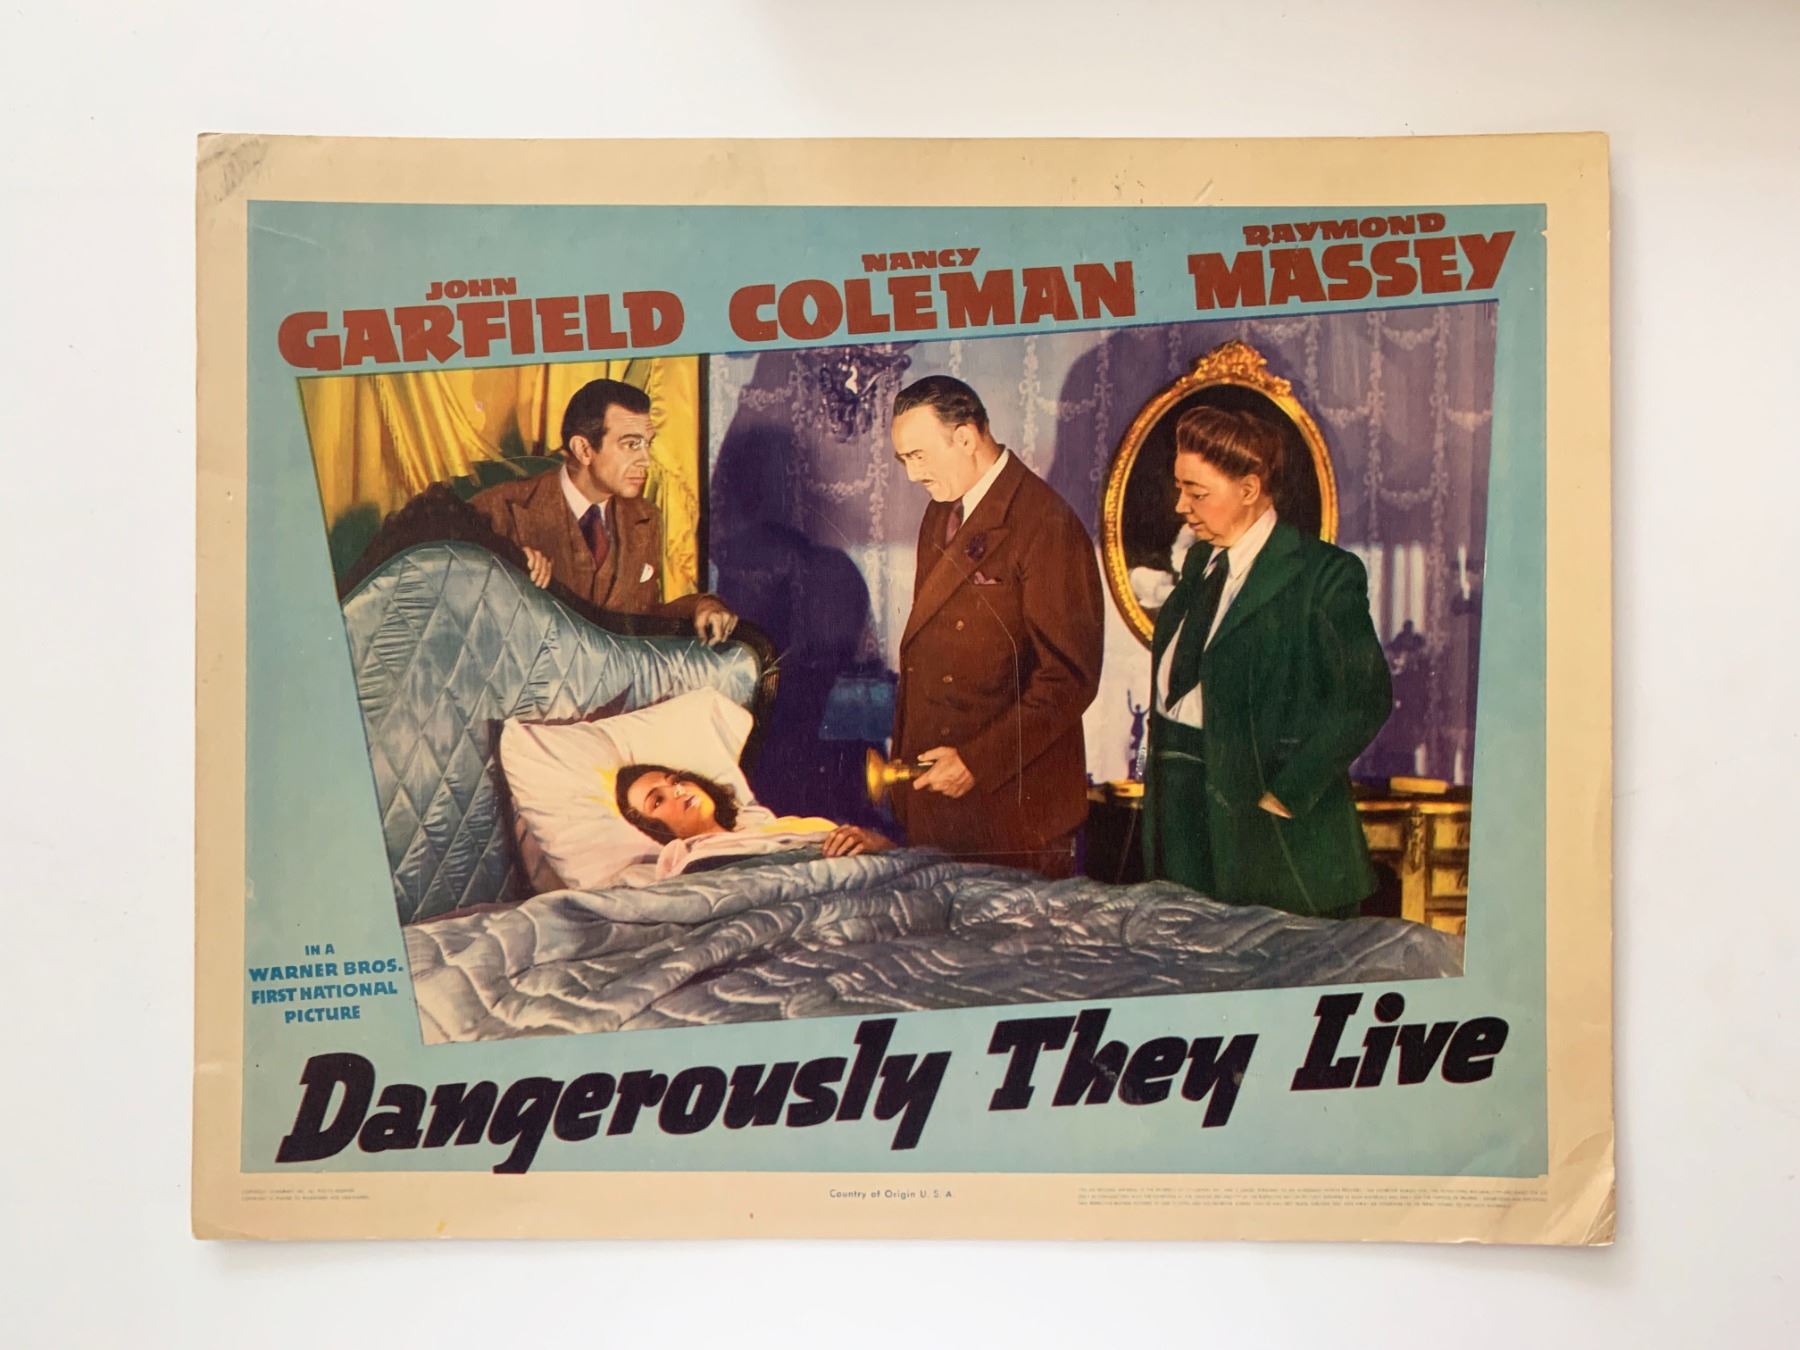 JOHN
GARFIELD
NANCY
COLEMAN
RAYMOND
MASSEY
IN A
WARNER BROS.
FIRST NATIONAL
PICTURE
Dangerously They Live
Country of Origin U. S. A.